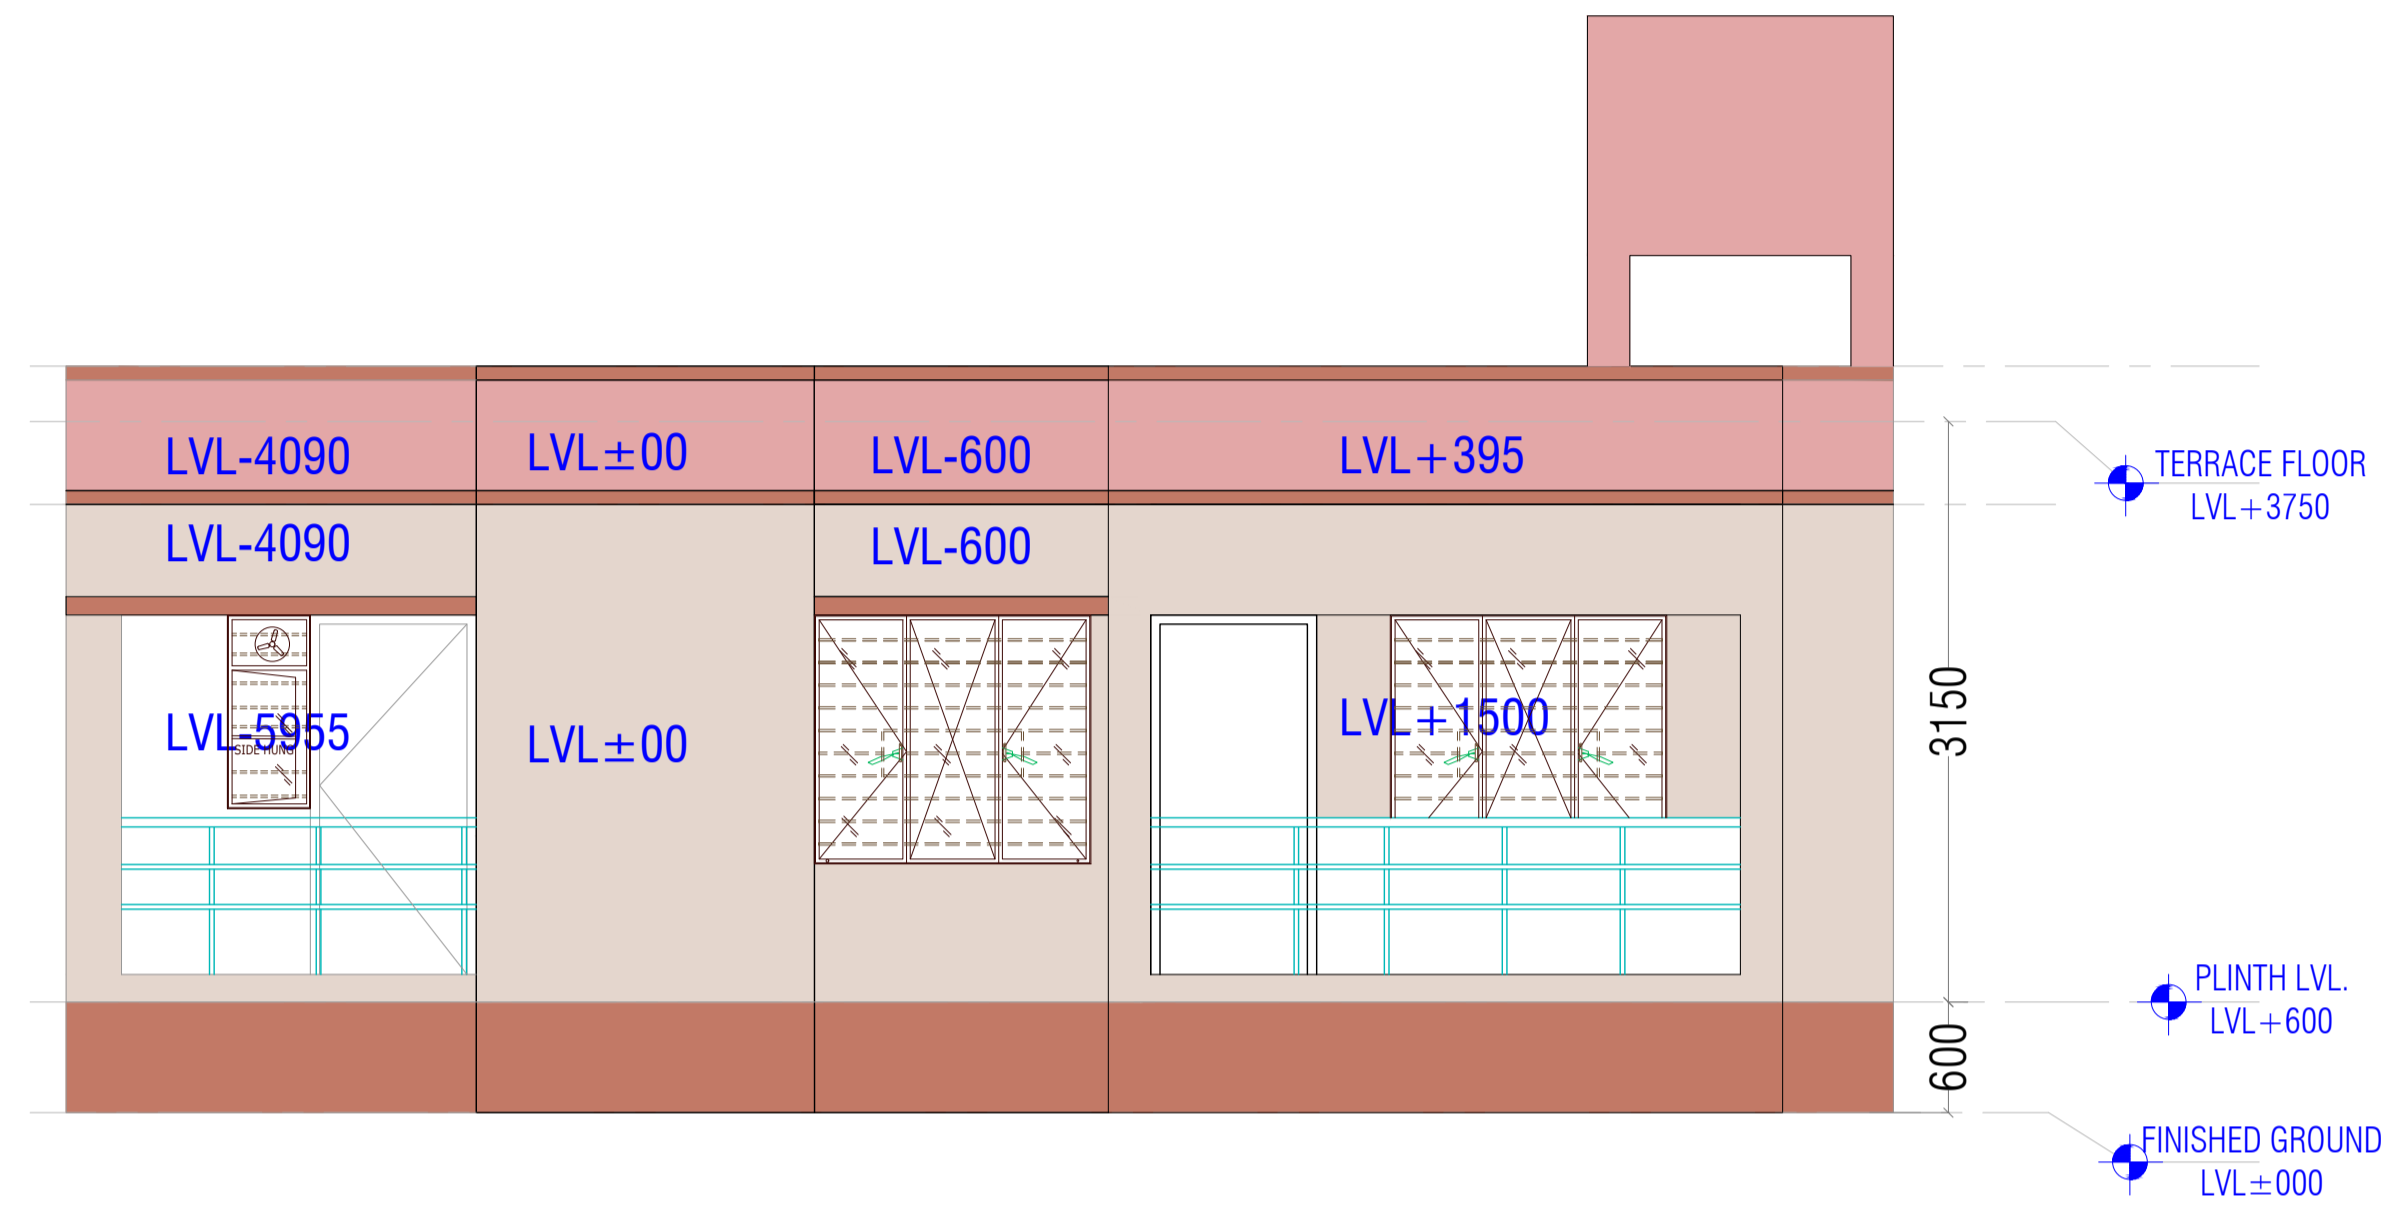 LVL-4090
LVL±00
LVL-600
LVL+395
TERRACE FLOOR
LVL+3750
LVL-4090
LVL-600
LVL-5955
SIDE HUNG
LVL±00
LVL+1500
3150
PLINTH LVL.
LVL+600
600
FINISHED GROUND
LVL±000